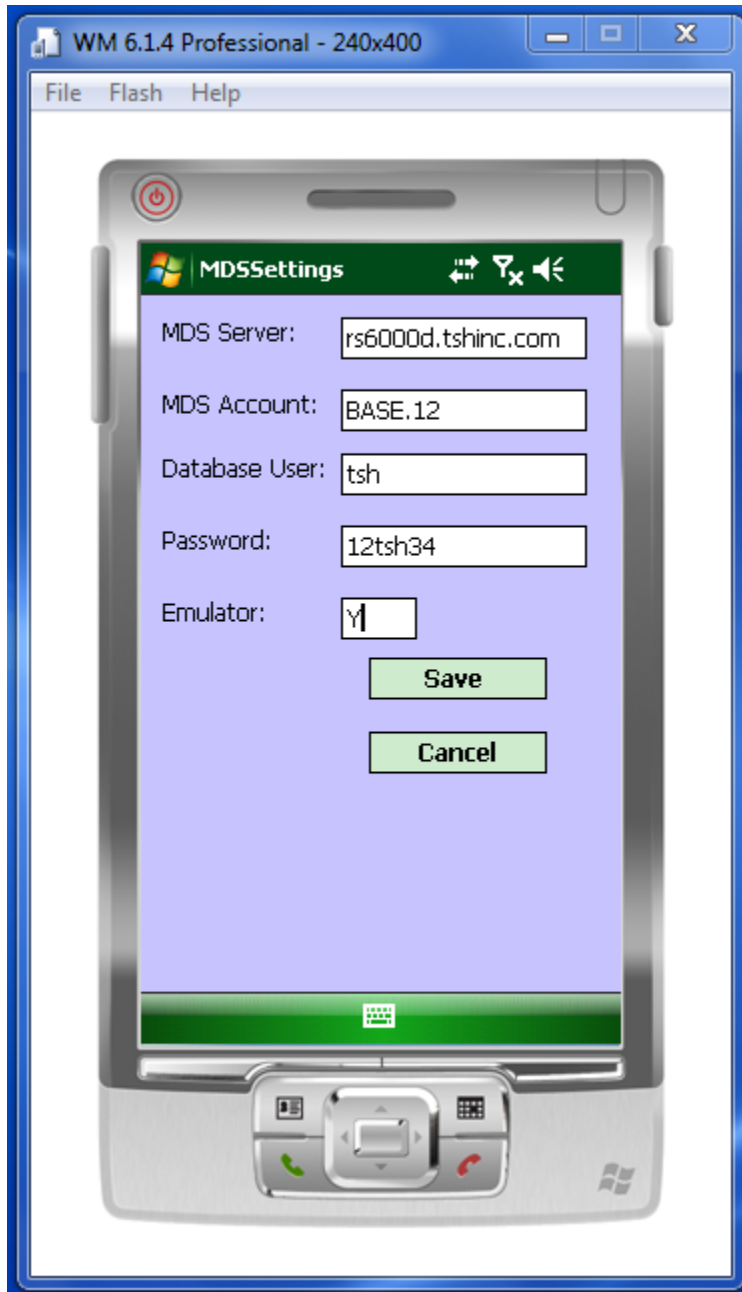 WM 6.1.4 Professional - 240x400
File Flash Help
MDSSettings
MDS Server: rs6000d.tshinc.com
MDS Account: BASE.12
Database User: tsh
Password: 12tsh34
Emulator: Y
Save
Cancel